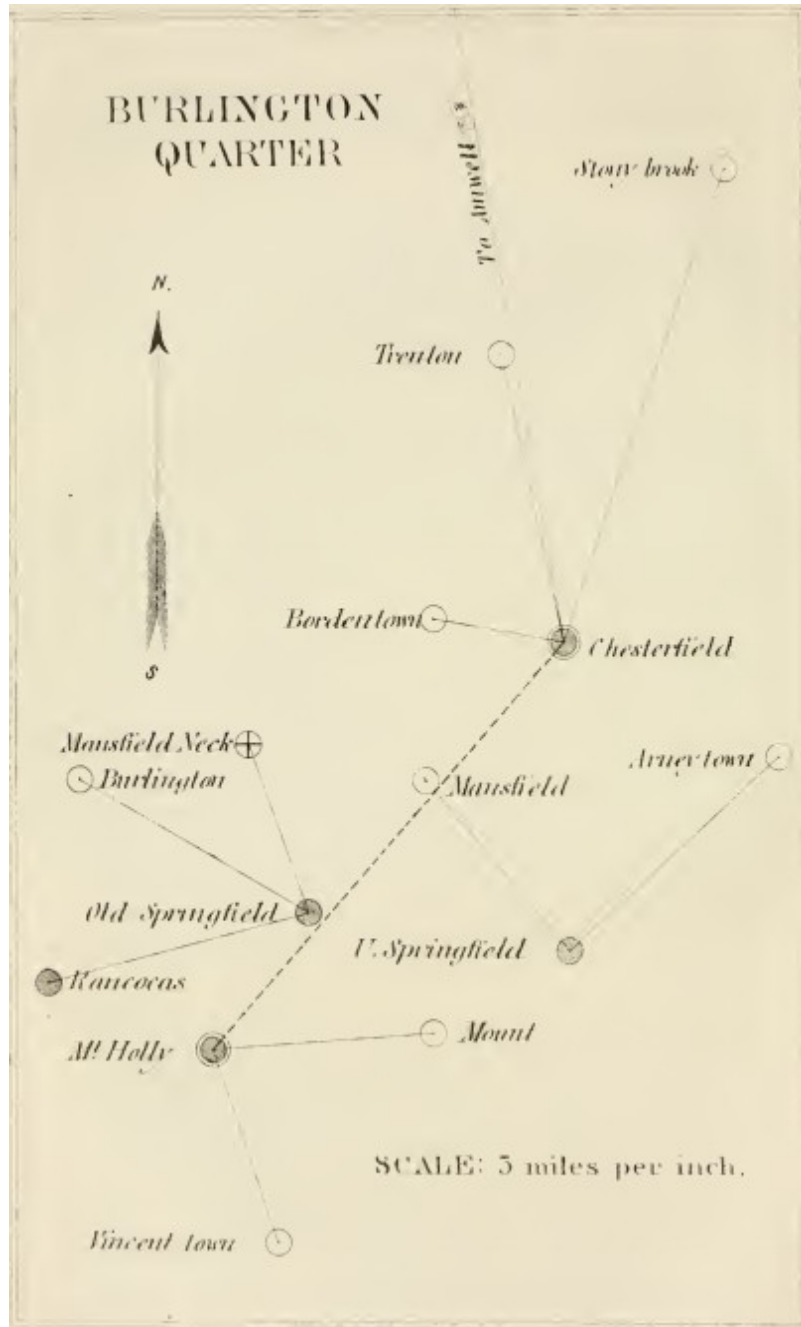 BURLINGTON
QUARTER
To Amwell &c
Stony brook
N.
Trenton
Bordentown
Chesterfield
S
Mansfield Neck
Burlington
Mansfield
Arneytown
Old Springfield
U. Springfield
Rancocas
Mt. Holly
Mount
SCALE: 5 miles per inch.
Vincent town